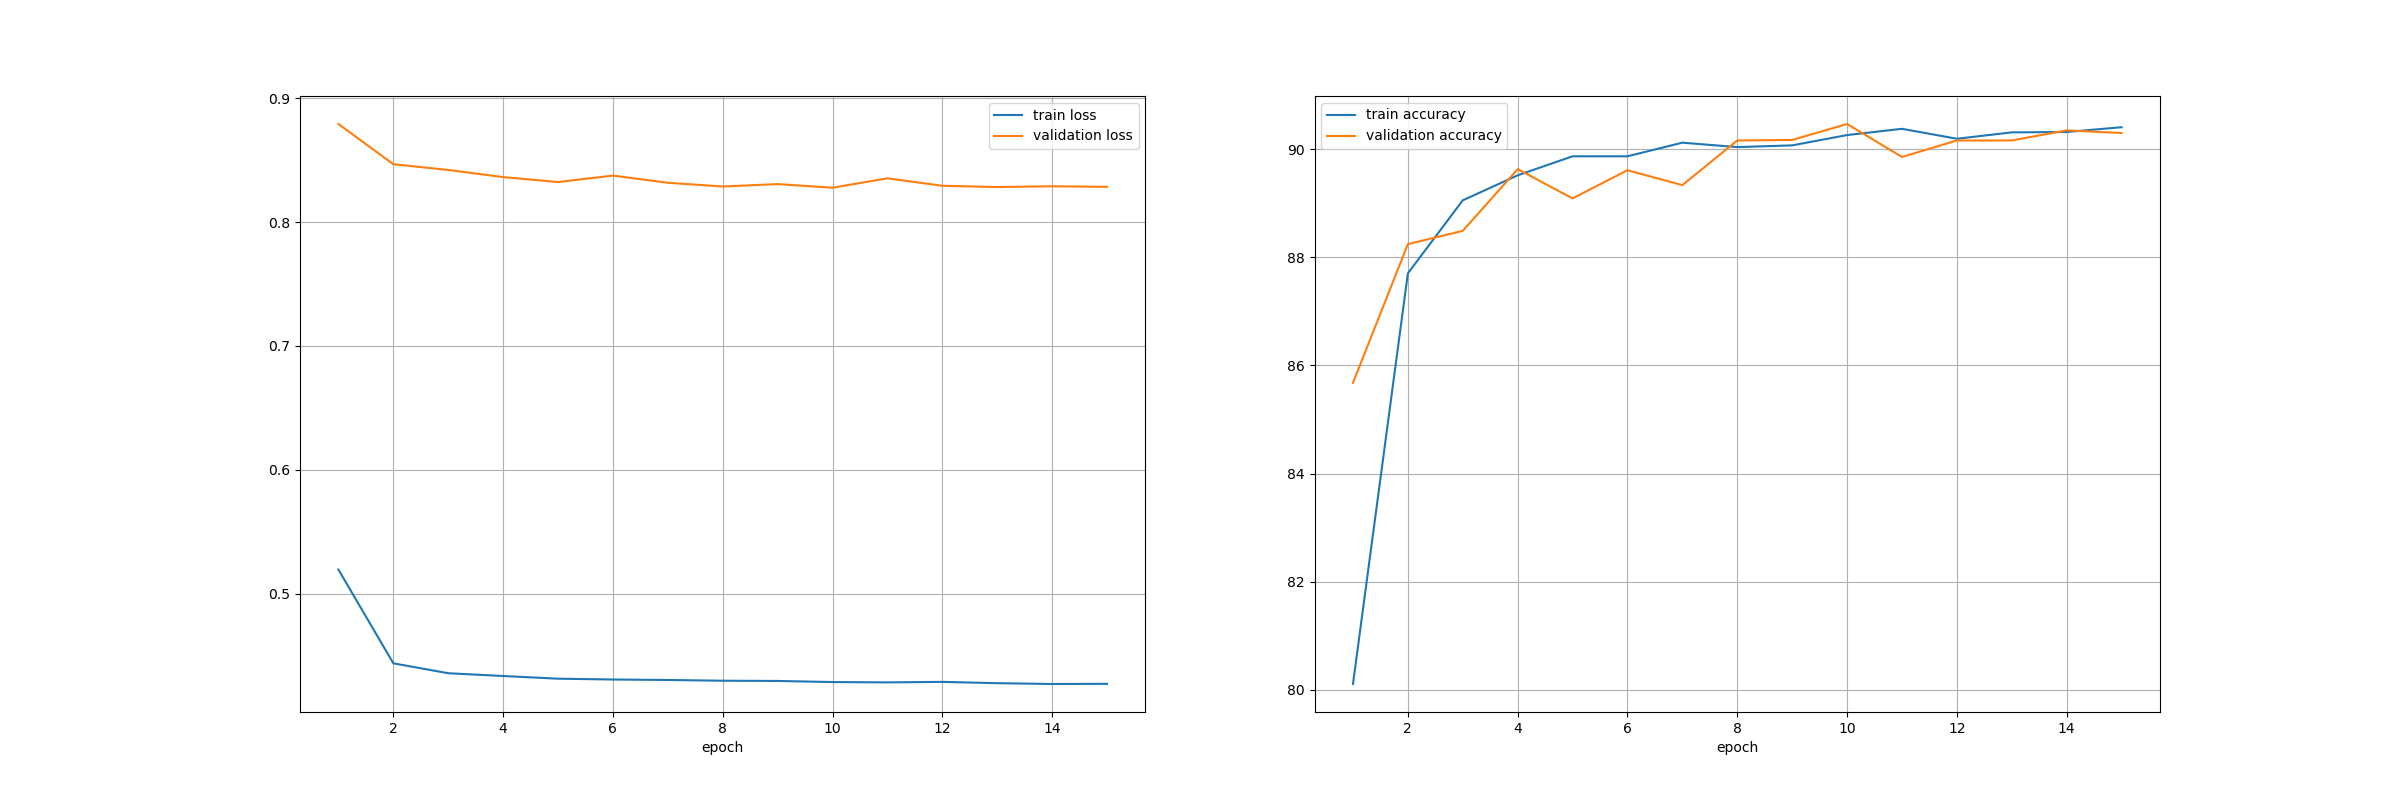 0.9
0.8
0.7
0.6
0.5
2 4 6 8 10 12 14
epoch
train loss
validation loss
90
88
86
84
82
80
2 4 6 8 10 12 14
epoch
train accuracy
validation accuracy